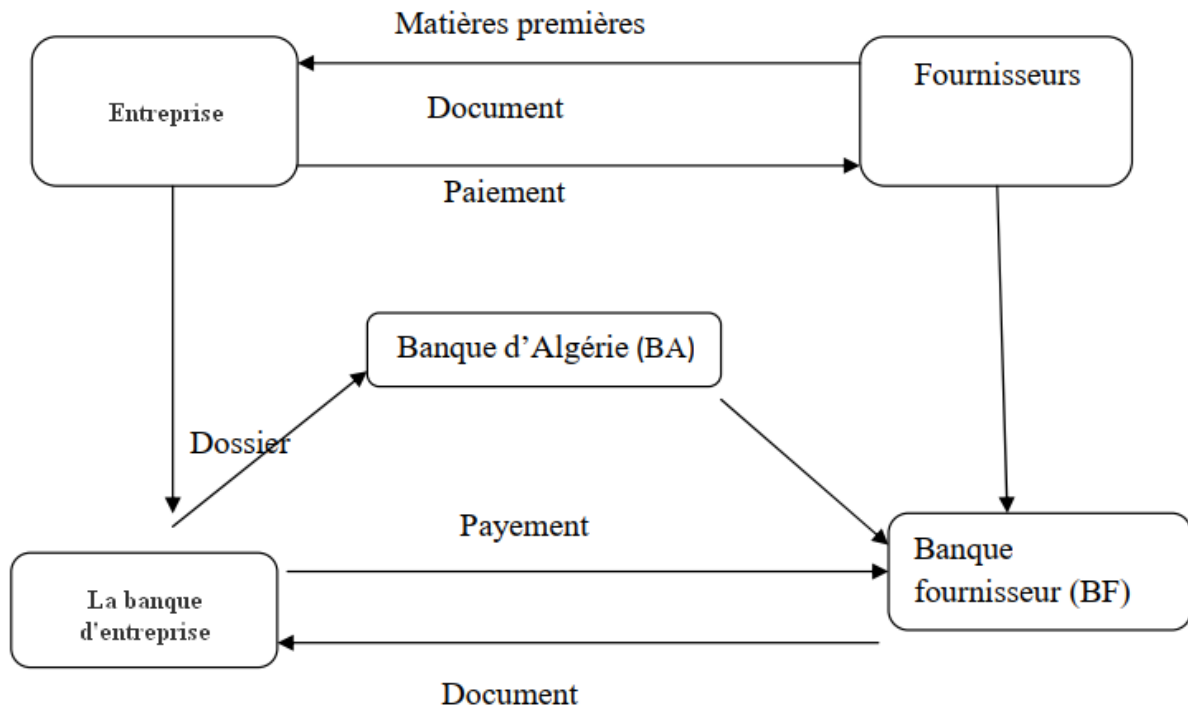 Matières premières
Fournisseurs
Entreprise
Document
Paiement
Banque d’Algérie (BA)
Dossier
Payement
Banque
fournisseur (BF)
La banque
d’entreprise
Document